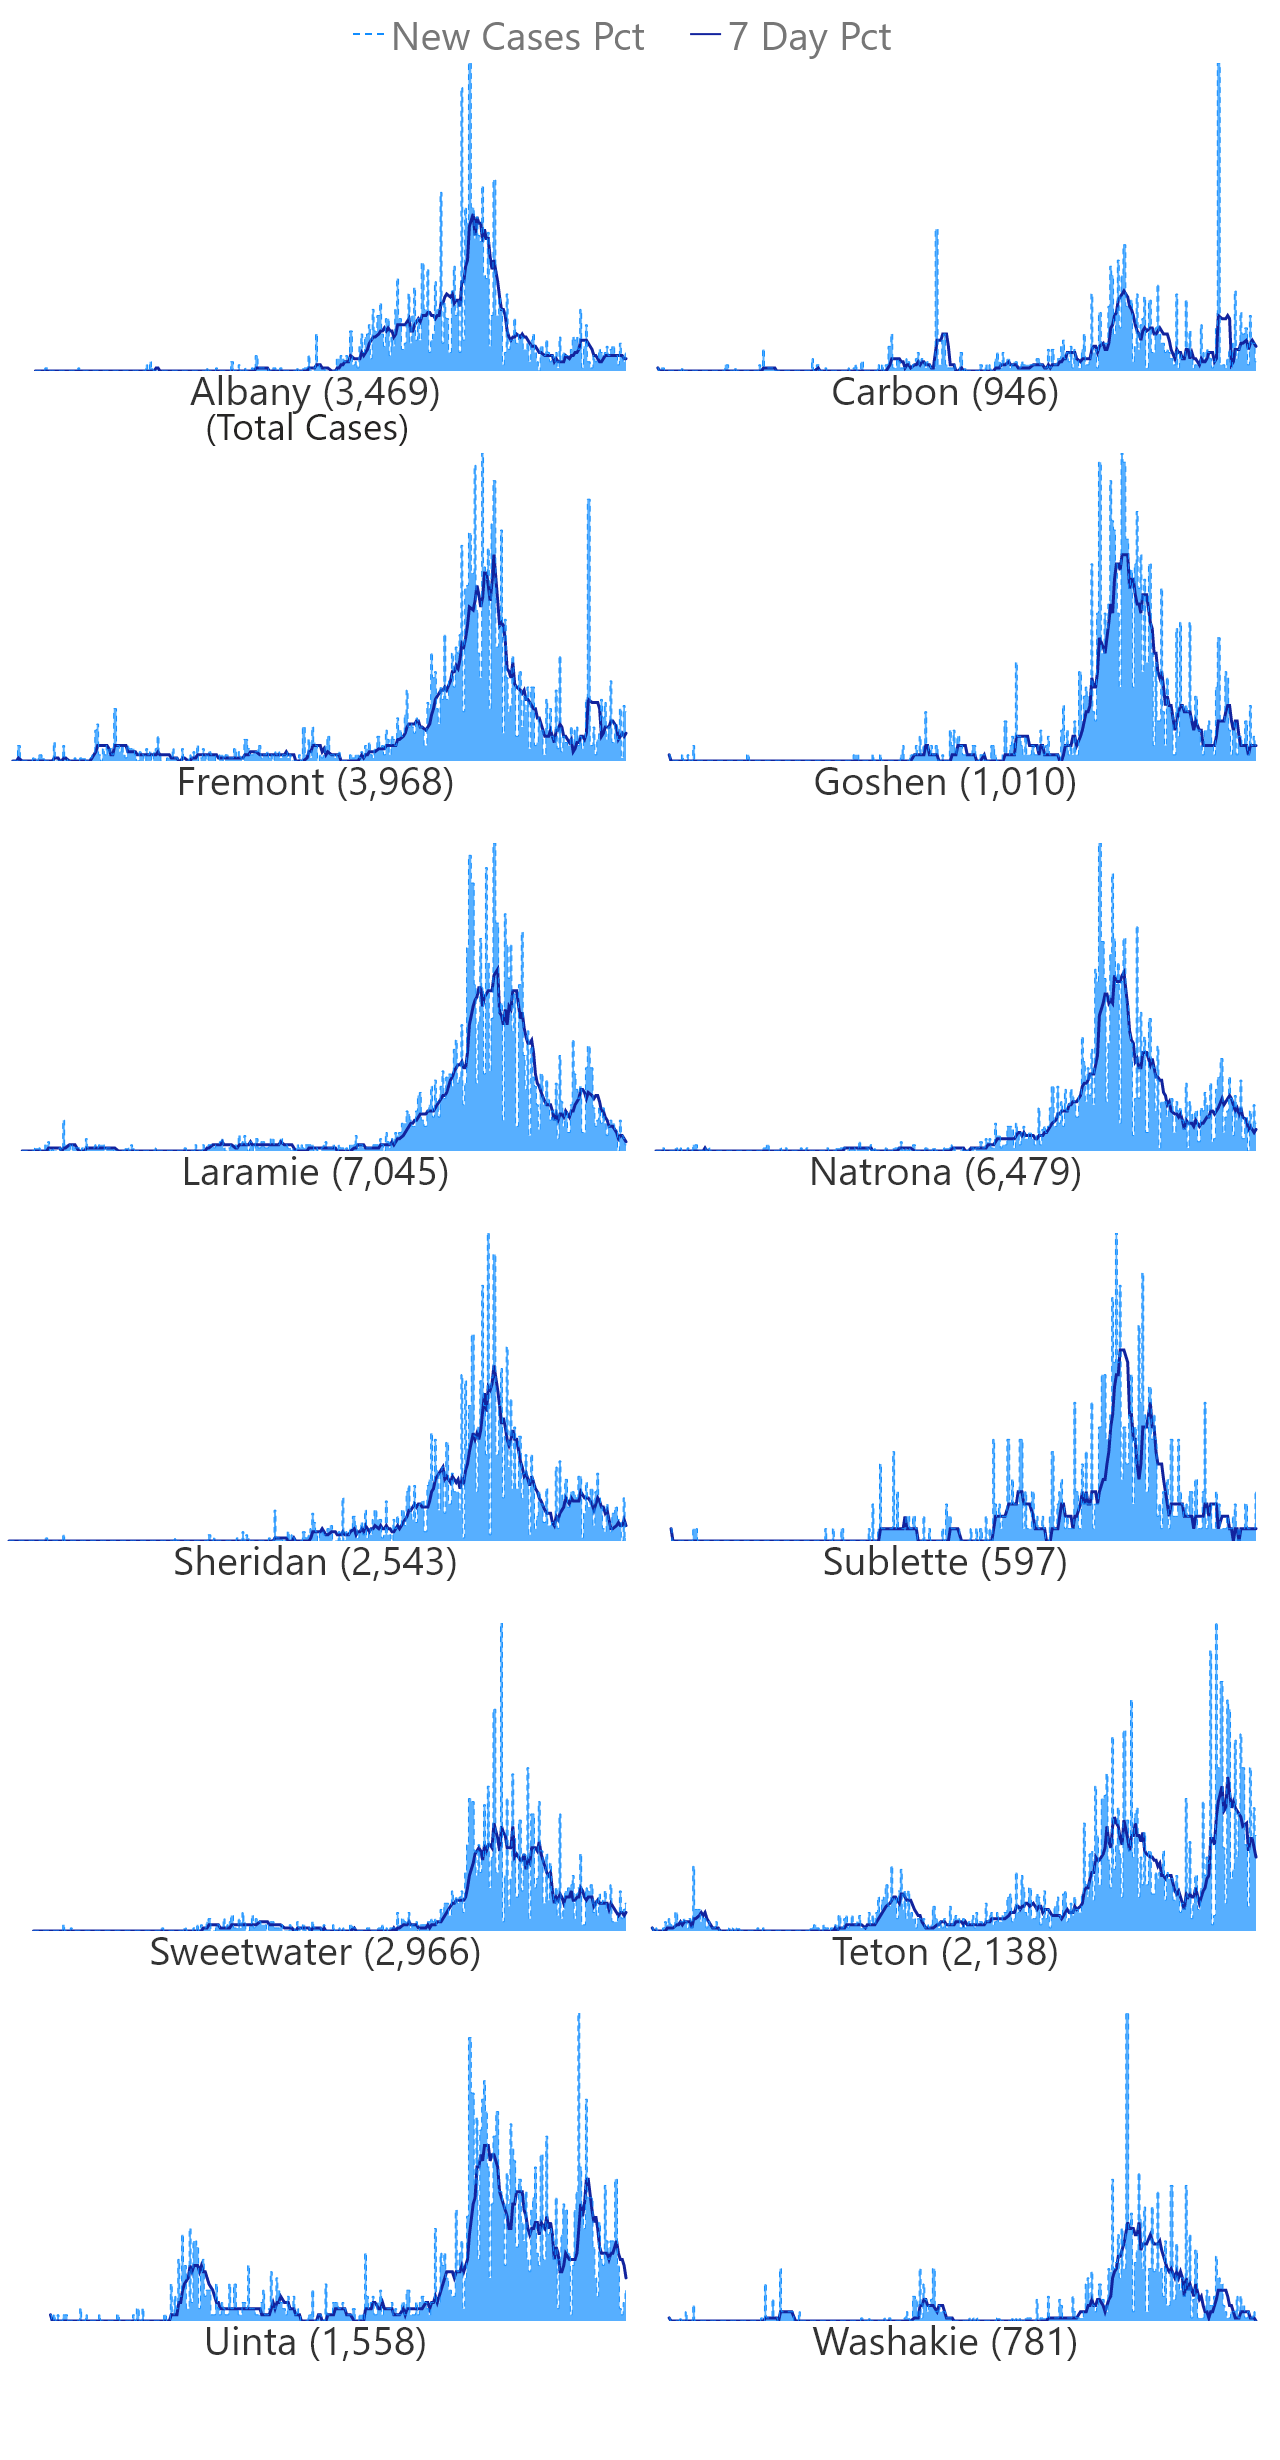 New Cases Pct 7 Day Pct
Albany (3,469) Carbon (946)
(Total Cases)
Fremont (3,968) Goshen (1,010)
Laramie (7,045) Natrona (6,479)
Sheridan (2,543) Sublette (597)
Sweetwater (2,966) Teton (2,138)
Uinta (1,558) Washakie (781)